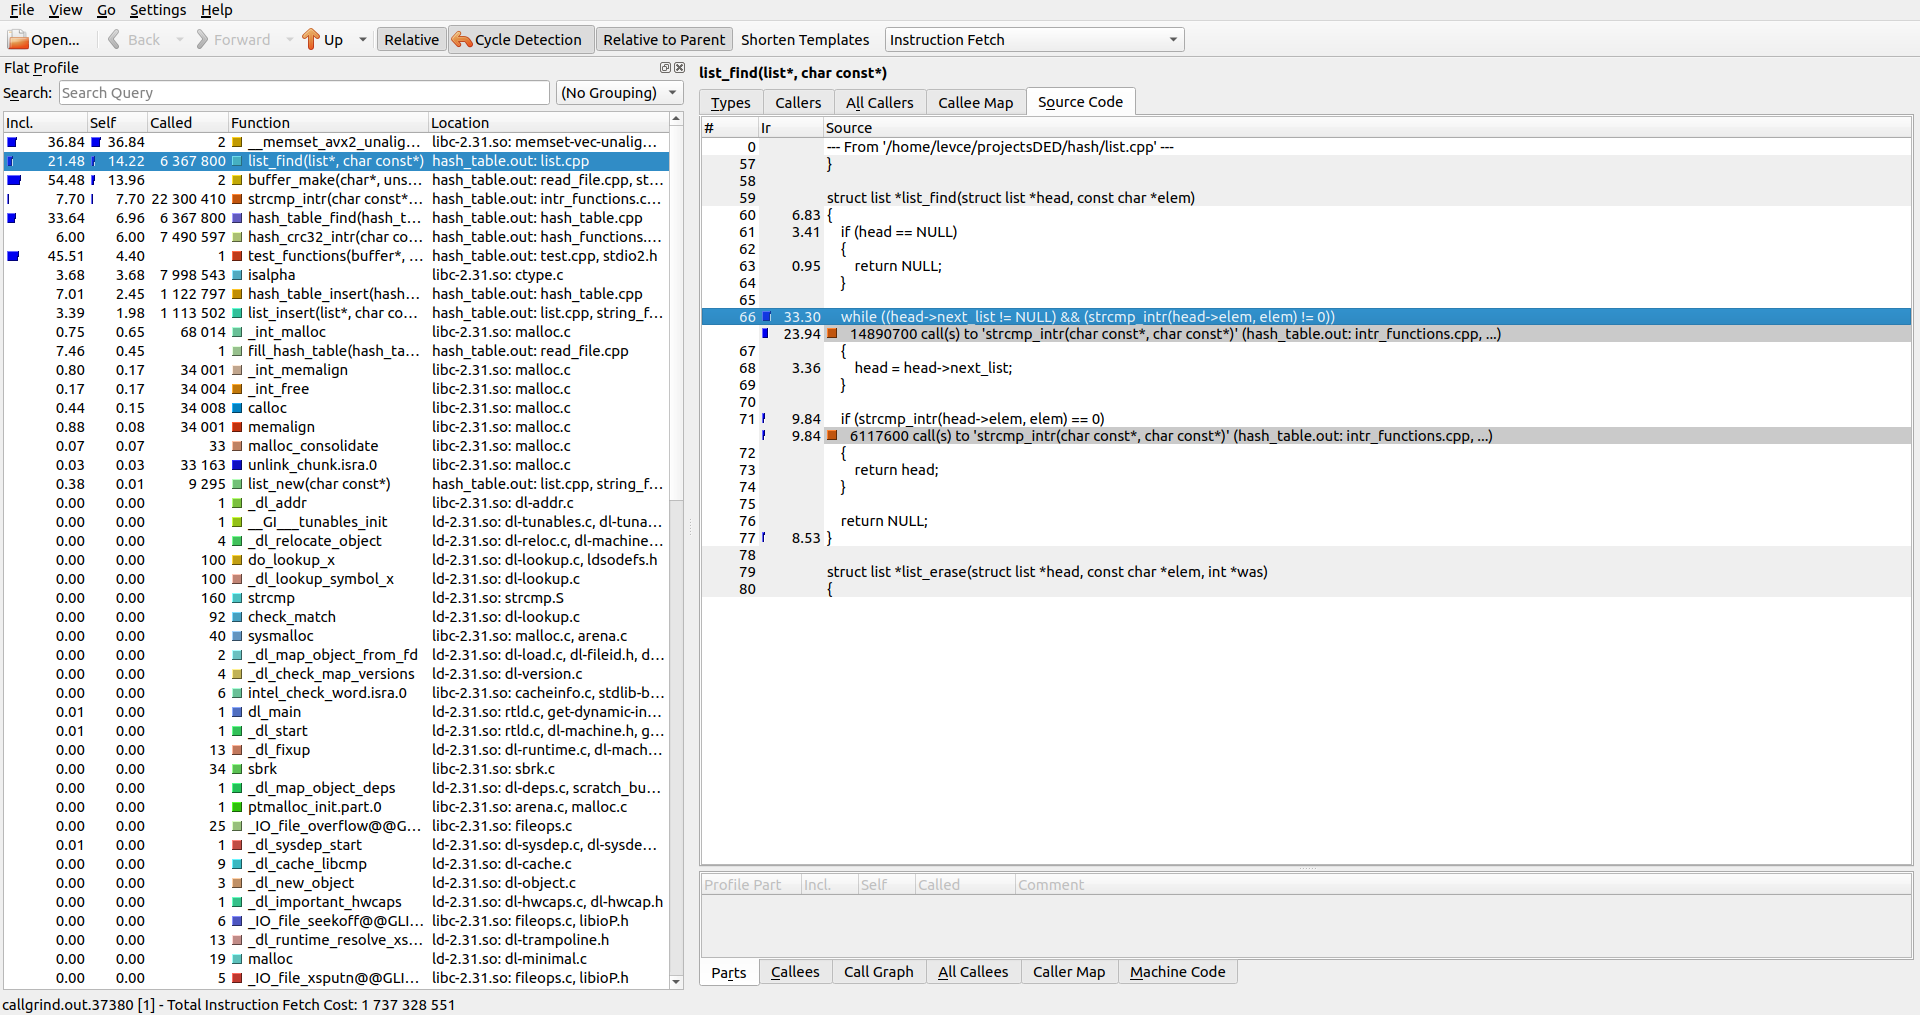 File View Go Settings Help
Open... Back Forward Up Relative Cycle Detection Relative to Parent Shorten Templates Instruction Fetch
Flat Profile
Search: Search Query (No Grouping)
Incl. Self Called Function Location
36.84 36.84 2 __memset_avx2_unalig... libc-2.31.so: memset-vec-unalig...
21.48 14.22 6 367 800 list_find(list*, char const*) hash_table.out: list.cpp
54.48 13.96 2 buffer_make(char*, uns... hash_table.out: read_file.cpp, st...
7.70 7.70 22 300 410 strcmp_intr(char const*... hash_table.out: intr_functions.c...
33.64 6.96 6 367 800 hash_table_find(hash_t... hash_table.out: hash_table.cpp
6.00 6.00 7 490 597 hash_crc32_intr(char co... hash_table.out: hash_functions....
45.51 4.40 1 test_functions(buffer*, ... hash_table.out: test.cpp, stdio2.h
3.68 3.68 7 998 543 isalpha libc-2.31.so: ctype.c
7.01 2.45 1 122 797 hash_table_insert(hash... hash_table.out: hash_table.cpp
3.39 1.98 1 113 502 list_insert(list*, char co... hash_table.out: list.cpp, string_f...
0.75 0.65 68 014 _int_malloc libc-2.31.so: malloc.c
7.46 0.45 1 fill_hash_table(hash_ta... hash_table.out: read_file.cpp
0.80 0.17 34 001 _int_memalign libc-2.31.so: malloc.c
0.17 0.17 34 004 _int_free libc-2.31.so: malloc.c
0.44 0.15 34 008 calloc libc-2.31.so: malloc.c
0.88 0.08 34 001 memalign libc-2.31.so: malloc.c
0.07 0.07 33 malloc_consolidate libc-2.31.so: malloc.c
0.03 0.03 33 163 unlink_chunk.isra.0 libc-2.31.so: malloc.c
0.38 0.01 9 295 list_new(char const*) hash_table.out: list.cpp, string_f...
0.00 0.00 1 _dl_addr libc-2.31.so: dl-addr.c
0.00 0.00 1 __GI___tunables_init ld-2.31.so: dl-tunables.c, dl-tuna...
0.00 0.00 4 _dl_relocate_object ld-2.31.so: dl-reloc.c, dl-machine...
0.00 0.00 100 do_lookup_x ld-2.31.so: dl-lookup.c, ldsodefs.h
0.00 0.00 100 _dl_lookup_symbol_x ld-2.31.so: dl-lookup.c
0.00 0.00 160 strcmp ld-2.31.so: strcmp.S
0.00 0.00 92 check_match ld-2.31.so: dl-lookup.c
0.00 0.00 40 sysmalloc libc-2.31.so: malloc.c, arena.c
0.00 0.00 2 _dl_map_object_from_fd ld-2.31.so: dl-load.c, dl-fileid.h, d...
0.00 0.00 4 _dl_check_map_versions ld-2.31.so: dl-version.c
0.00 0.00 6 intel_check_word.isra.0 libc-2.31.so: cacheinfo.c, stdlib-b...
0.01 0.00 1 dl_main ld-2.31.so: rtld.c, get-dynamic-in...
0.01 0.00 1 _dl_start ld-2.31.so: rtld.c, dl-machine.h, g...
0.00 0.00 13 _dl_fixup ld-2.31.so: dl-runtime.c, dl-mach...
0.00 0.00 34 sbrk libc-2.31.so: sbrk.c
0.00 0.00 1 _dl_map_object_deps ld-2.31.so: dl-deps.c, scratch_bu...
0.00 0.00 1 ptmalloc_init.part.0 libc-2.31.so: arena.c, malloc.c
0.00 0.00 25 _IO_file_overflow@@G... libc-2.31.so: fileops.c
0.01 0.00 1 _dl_sysdep_start ld-2.31.so: dl-sysdep.c, dl-sysde...
0.00 0.00 9 _dl_cache_libcmp ld-2.31.so: dl-cache.c
0.00 0.00 3 _dl_new_object ld-2.31.so: dl-object.c
0.00 0.00 1 _dl_important_hwcaps ld-2.31.so: dl-hwcaps.c, dl-hwcap.h
0.00 0.00 6 _IO_file_seekoff@@GLI... libc-2.31.so: fileops.c, libioP.h
0.00 0.00 13 _dl_runtime_resolve_xs... ld-2.31.so: dl-trampoline.h
0.00 0.00 19 malloc ld-2.31.so: dl-minimal.c
0.00 0.00 5 _IO_file_xsputn@@GLI... libc-2.31.so: fileops.c, libioP.h
list_find(list*, char const*)
Types Callers All Callers Callee Map Source Code
# Ir Source
0 --- From '/home/levce/projectsDED/hash/list.cpp' ---
57 }
58
59 struct list *list_find(struct list *head, const char *elem)
60 6.83 {
61 3.41 if (head == NULL)
62 {
63 0.95 return NULL;
64 }
65
66 33.30 while ((head->next_list != NULL) && (strcmp_intr(head->elem, elem) != 0))
23.94 14890700 call(s) to 'strcmp_intr(char const*, char const*)' (hash_table.out: intr_functions.cpp, ...)
67 {
68 3.36 head = head->next_list;
69 }
70
71 9.84 if (strcmp_intr(head->elem, elem) == 0)
9.84 6117600 call(s) to 'strcmp_intr(char const*, char const*)' (hash_table.out: intr_functions.cpp, ...)
72 {
73 return head;
74 }
75
76 return NULL;
77 8.53 }
78
79 struct list *list_erase(struct list *head, const char *elem, int *was)
80 {
Profile Part Incl. Self Called Comment
Parts Callees Call Graph All Callees Caller Map Machine Code
callgrind.out.37380 [1] - Total Instruction Fetch Cost: 1 737 328 551